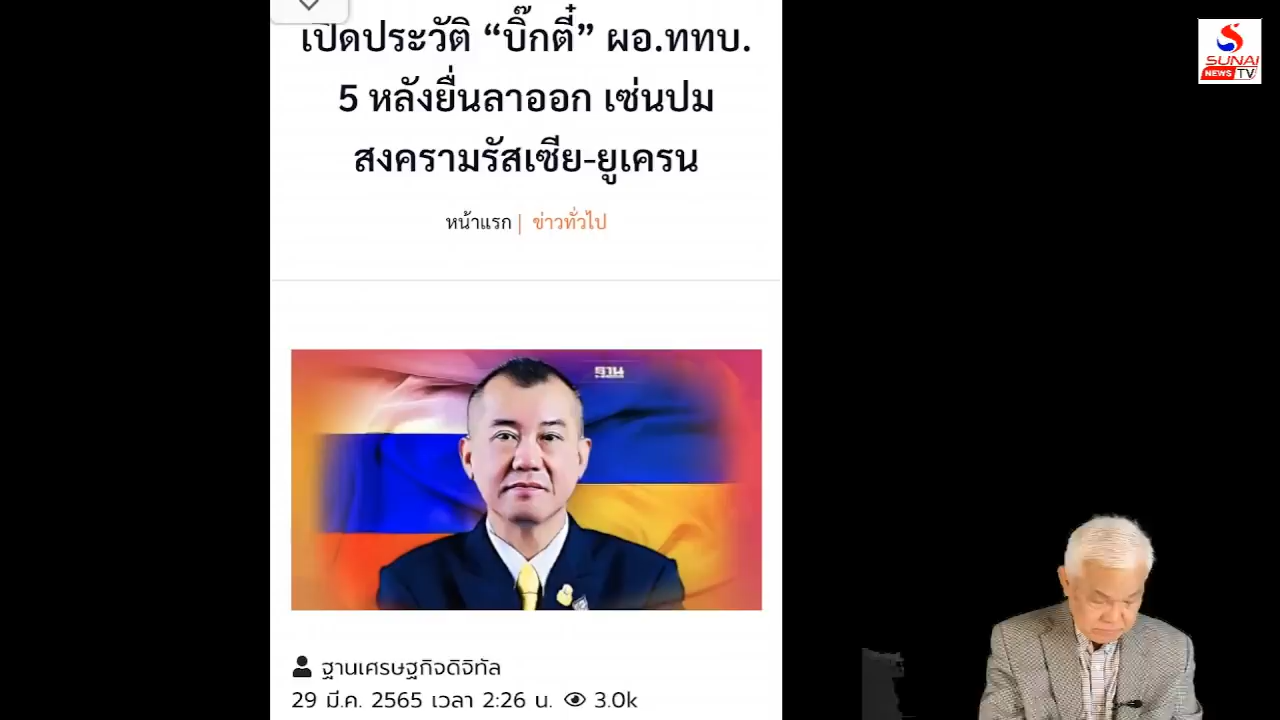 เปิดประวัติ “บิ๊กตี๋” ผอ.ททบ.
5 หลังยื่นลาออก เซ่นปม
สงครามรัสเซีย-ยูเครน
หน้าแรก | ข่าวทั่วไป
ฐาน
ฐานเศรษฐกิจดิจิทัล
29 มี.ค. 2565 เวลา 2:26 น. 3.0k
SUNAI
NEWS TV